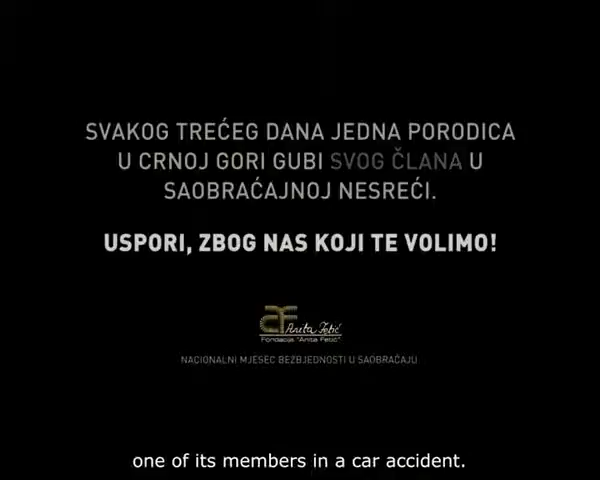 SVAKOG TREĆEG DANA JEDNA PORODICA
U CRNOJ GORI GUBI SVOG ČLANA U
SAOBRAĆAJNOJ NESREĆI.
USPORI, ZBOG NAS KOJI TE VOLIMO!
AF Anita Fetić
Fondacija "Anita Fetić"
NACIONALNI MJESEC BEZBJEDNOSTI U SAOBRAĆAJU
one of its members in a car accident.